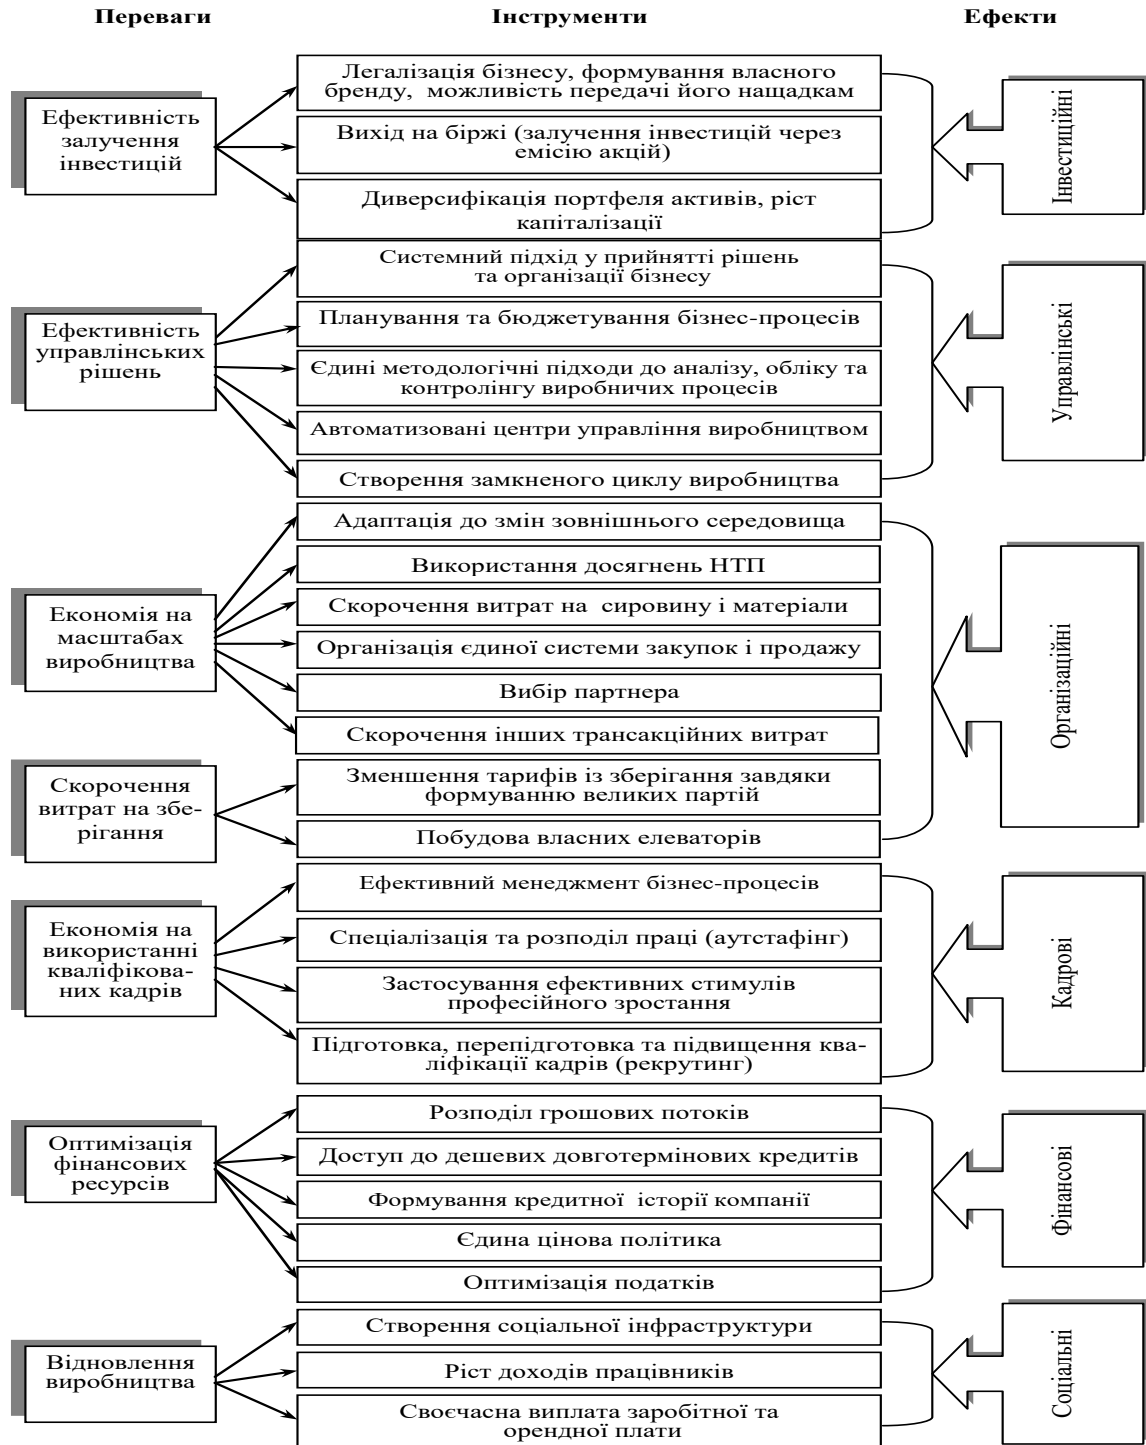 Переваги
Інструменти
Ефекти
Ефективність
залучення
інвестицій
Легалізація бізнесу, формування власного
бренду, можливість передачі його нащадкам
Вихід на біржі (залучення інвестицій через
емісію акцій)
Диверсифікація портфеля активів, ріст
капіталізації
Інвестиційні
Ефективність
управлінських
рішень
Системний підхід у прийнятті рішень
та організації бізнесу
Планування та бюджетування бізнес-процесів
Єдині методологічні підходи до аналізу, обліку та
контролінгу виробничих процесів
Автоматизовані центри управління виробництвом
Створення замкненого циклу виробництва
Управлінські
Економія на
масштабах
виробництва
Адаптація до змін зовнішнього середовища
Використання досягнень НТП
Скорочення витрат на сировину і матеріали
Організація єдиної системи закупок і продажу
Вибір партнера
Скорочення інших трансакційних витрат
Скорочення
витрат на збе-
рігання
Зменшення тарифів із зберігання завдяки
формуванню великих партій
Побудова власних елеваторів
Організаційні
Економія на
використанні
кваліфікова-
них кадрів
Ефективний менеджмент бізнес-процесів
Спеціалізація та розподіл праці (аутстафінг)
Застосування ефективних стимулів
професійного зростання
Підготовка, перепідготовка та підвищення ква-
ліфікації кадрів (рекрутинг)
Кадрові
Оптимізація
фінансових
ресурсів
Розподіл грошових потоків
Доступ до дешевих довготермінових кредитів
Формування кредитної історії компанії
Єдина цінова політика
Оптимізація податків
Фінансові
Відновлення
виробництва
Створення соціальної інфраструктури
Ріст доходів працівників
Своєчасна виплата заробітної та
орендної плати
Соціальні